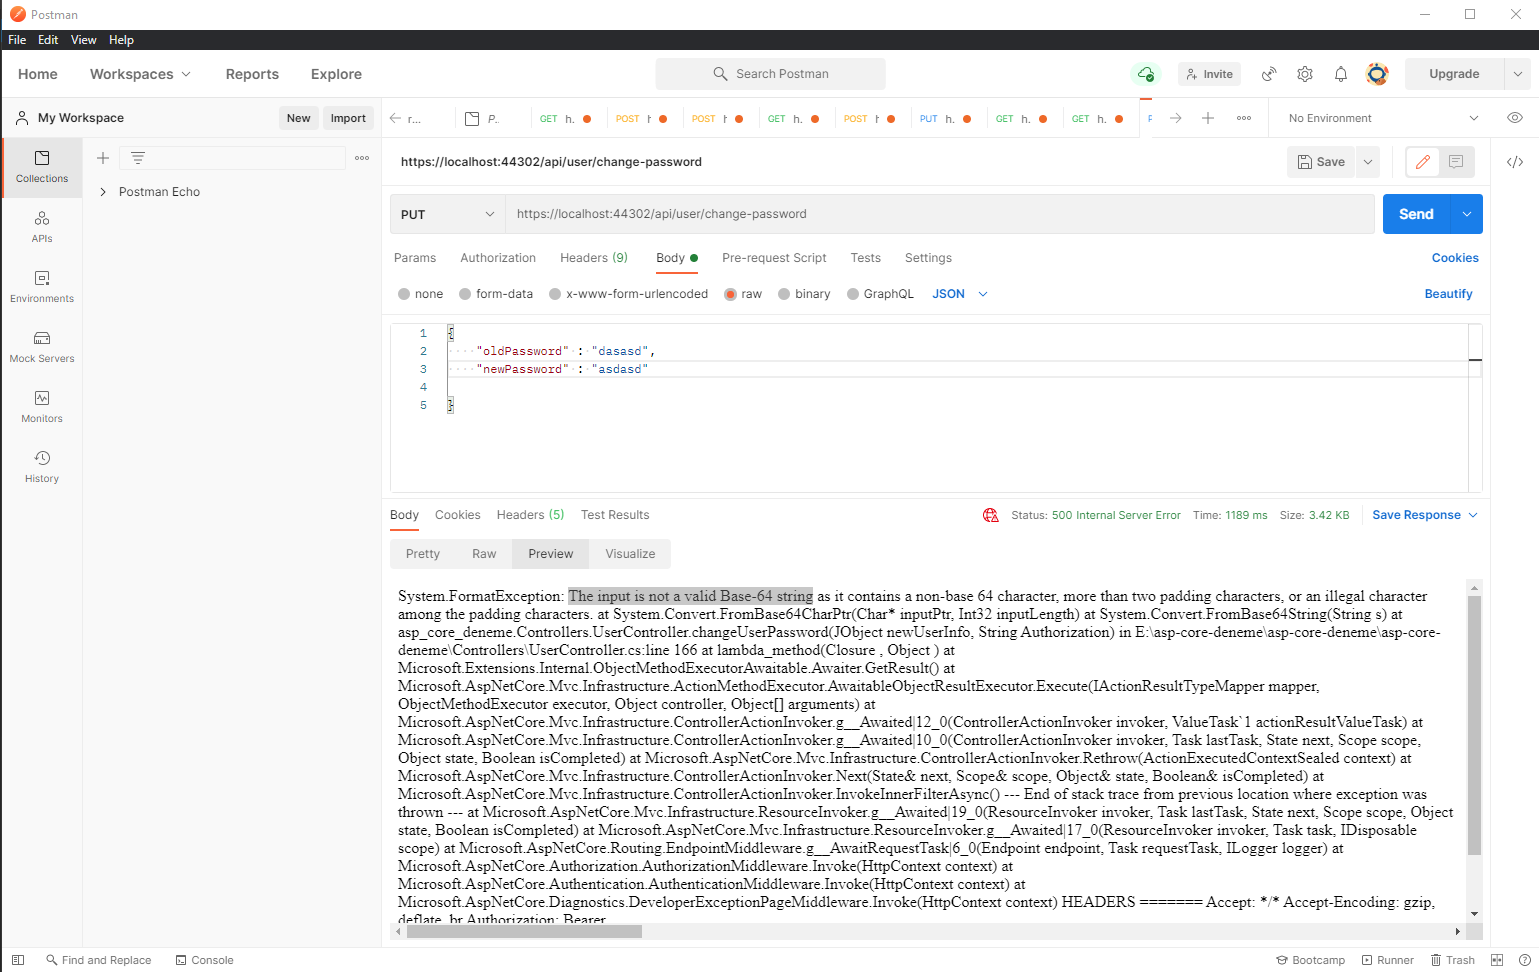 Postman
File Edit View Help
Home Workspaces Reports Explore Search Postman Invite Upgrade
My Workspace New Import
r... P.. GET h. POST POST GET h. POST PUT h. GET h. GET h. No Environment
Collections
APIs
Environments
Mock Servers
Monitors
History
Postman Echo
https://localhost:44302/api/user/change-password Save
PUT https://localhost:44302/api/user/change-password Send
Params Authorization Headers (9) Body Pre-request Script Tests Settings Cookies
none form-data x-www-form-urlencoded raw binary GraphQL JSON Beautify
1 {
2 "oldPassword" : "dasasd",
3 "newPassword" : "asdasd"
4
5 }
Body Cookies Headers (5) Test Results Status: 500 Internal Server Error Time: 1189 ms Size: 3.42 KB Save Response
Pretty Raw Preview Visualize
System.FormatException: The input is not a valid Base-64 string as it contains a non-base 64 character, more than two padding characters, or an illegal character
among the padding characters. at System.Convert.FromBase64CharPtr(Char* inputPtr, Int32 inputLength) at System.Convert.FromBase64String(String s) at
asp_core_deneme.Controllers.UserController.changeUserPassword(JObject newUserInfo, String Authorization) in E:\asp-core-deneme\asp-core-deneme\asp-core-
deneme\Controllers\UserController.cs:line 166 at lambda_method(Closure , Object ) at
Microsoft.Extensions.Internal.ObjectMethodExecutorAwaitable.Awaiter.GetResult() at
Microsoft.AspNetCore.Mvc.Infrastructure.ActionMethodExecutor.AwaitableObjectResultExecutor.Execute(IActionResultTypeMapper mapper,
ObjectMethodExecutor executor, Object controller, Object[] arguments) at
Microsoft.AspNetCore.Mvc.Infrastructure.ControllerActionInvoker.g__Awaited|12_0(ControllerActionInvoker invoker, ValueTask`1 actionResultValueTask) at
Microsoft.AspNetCore.Mvc.Infrastructure.ControllerActionInvoker.g__Awaited|10_0(ControllerActionInvoker invoker, Task lastTask, State next, Scope scope,
Object state, Boolean isCompleted) at Microsoft.AspNetCore.Mvc.Infrastructure.ControllerActionInvoker.Rethrow(ActionExecutedContextSealed context) at
Microsoft.AspNetCore.Mvc.Infrastructure.ControllerActionInvoker.Next(State& next, Scope& scope, Object& state, Boolean& isCompleted) at
Microsoft.AspNetCore.Mvc.Infrastructure.ControllerActionInvoker.InvokeInnerFilterAsync() --- End of stack trace from previous location where exception was
thrown --- at Microsoft.AspNetCore.Mvc.Infrastructure.ResourceInvoker.g__Awaited|19_0(ResourceInvoker invoker, Task lastTask, State next, Scope scope, Object
state, Boolean isCompleted) at Microsoft.AspNetCore.Mvc.Infrastructure.ResourceInvoker.g__Awaited|17_0(ResourceInvoker invoker, Task task, IDisposable
scope) at Microsoft.AspNetCore.Routing.EndpointMiddleware.g__AwaitRequestTask|6_0(Endpoint endpoint, Task requestTask, ILogger logger) at
Microsoft.AspNetCore.Authorization.AuthorizationMiddleware.Invoke(HttpContext context) at
Microsoft.AspNetCore.Authentication.AuthenticationMiddleware.Invoke(HttpContext context) at
Microsoft.AspNetCore.Diagnostics.DeveloperExceptionPageMiddleware.Invoke(HttpContext context) HEADERS ======= Accept: */* Accept-Encoding: gzip,
deflate, br Authorization: Bearer
Find and Replace Console Bootcamp Runner Trash